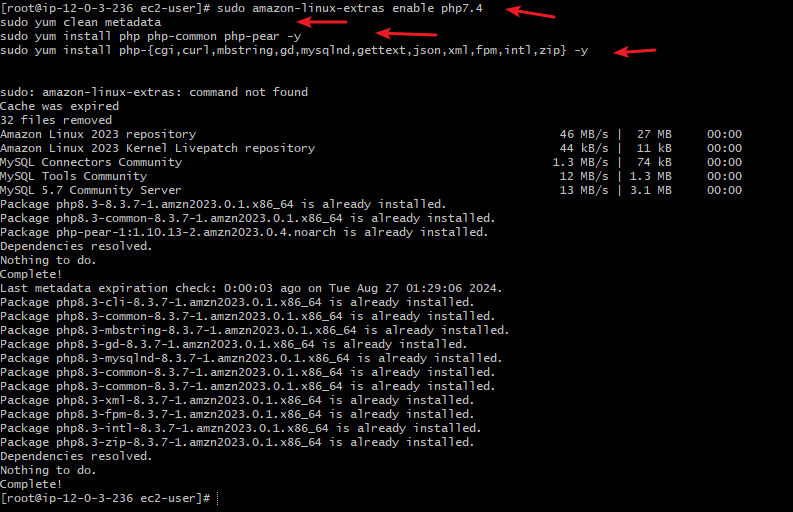 [root@ip-12-0-3-236 ec2-user]# sudo amazon-linux-extras enable php7.4
sudo yum clean metadata
sudo yum install php php-common php-pear -y
sudo yum install php-{cgi,curl,mbstring,gd,mysqlnd,gettext,json,xml,fpm,intl,zip} -y
sudo: amazon-linux-extras: command not found
Cache was expired
32 files removed
Amazon Linux 2023 repository 46 MB/s | 27 MB 00:00
Amazon Linux 2023 Kernel Livepatch repository 44 kB/s | 11 kB 00:00
MySQL Connectors Community 1.3 MB/s | 74 kB 00:00
MySQL Tools Community 12 MB/s | 1.3 MB 00:00
MySQL 5.7 Community Server 13 MB/s | 3.1 MB 00:00
Package php8.3-8.3.7-1.amzn2023.0.1.x86_64 is already installed.
Package php8.3-common-8.3.7-1.amzn2023.0.1.x86_64 is already installed.
Package php-pear-1:1.10.13-2.amzn2023.0.4.noarch is already installed.
Dependencies resolved.
Nothing to do.
Complete!
Last metadata expiration check: 0:00:03 ago on Tue Aug 27 01:29:06 2024.
Package php8.3-cli-8.3.7-1.amzn2023.0.1.x86_64 is already installed.
Package php8.3-common-8.3.7-1.amzn2023.0.1.x86_64 is already installed.
Package php8.3-mbstring-8.3.7-1.amzn2023.0.1.x86_64 is already installed.
Package php8.3-gd-8.3.7-1.amzn2023.0.1.x86_64 is already installed.
Package php8.3-mysqlnd-8.3.7-1.amzn2023.0.1.x86_64 is already installed.
Package php8.3-common-8.3.7-1.amzn2023.0.1.x86_64 is already installed.
Package php8.3-common-8.3.7-1.amzn2023.0.1.x86_64 is already installed.
Package php8.3-xml-8.3.7-1.amzn2023.0.1.x86_64 is already installed.
Package php8.3-fpm-8.3.7-1.amzn2023.0.1.x86_64 is already installed.
Package php8.3-intl-8.3.7-1.amzn2023.0.1.x86_64 is already installed.
Package php8.3-zip-8.3.7-1.amzn2023.0.1.x86_64 is already installed.
Dependencies resolved.
Nothing to do.
Complete!
[root@ip-12-0-3-236 ec2-user]#